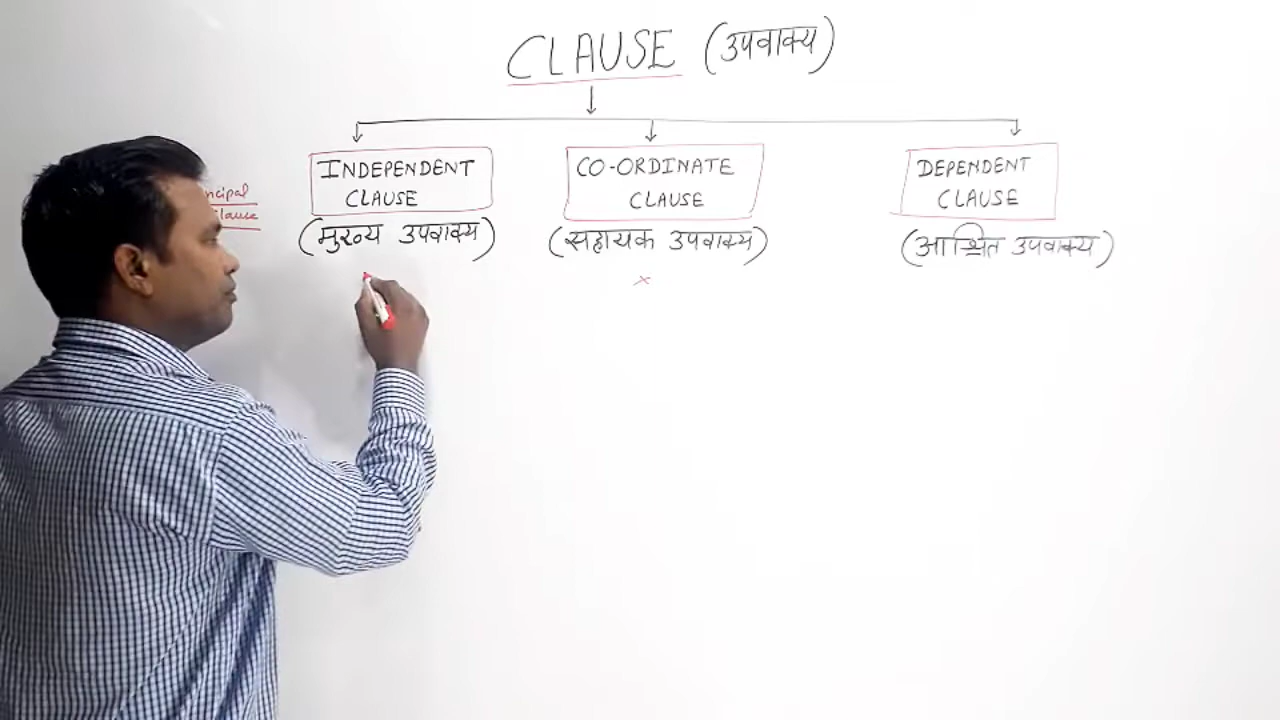 CLAUSE (उपवाक्य)
INDEPENDENT
CLAUSE
(मुख्य उपवाक्य)
CO-ORDINATE
CLAUSE
(सहायक उपवाक्य)
×
DEPENDENT
CLAUSE
(आश्रित उपवाक्य)